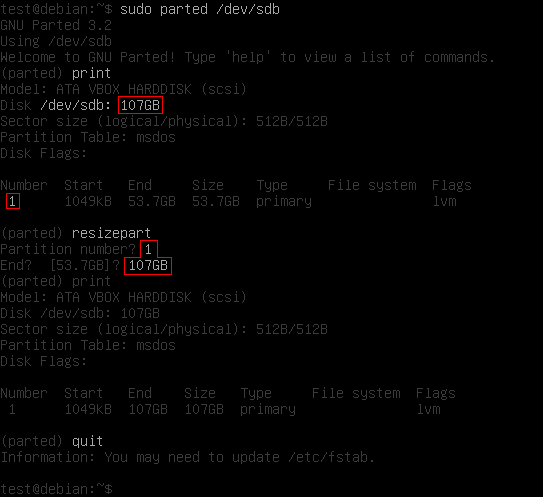 test@debian:~$ sudo parted /dev/sdb
GNU Parted 3.2
Using /dev/sdb
Welcome to GNU Parted! Type 'help' to view a list of commands.
(parted) print
Model: ATA VBOX HARDDISK (scsi)
Disk /dev/sdb: 107GB
Sector size (logical/physical): 512B/512B
Partition Table: msdos
Disk Flags:
Number  Start   End     Size    Type     File system  Flags
 1      1049kB  53.7GB  53.7GB  primary               lvm
(parted) resizepart
Partition number? 1
End?  [53.7GB]? 107GB
(parted) print
Model: ATA VBOX HARDDISK (scsi)
Disk /dev/sdb: 107GB
Sector size (logical/physical): 512B/512B
Partition Table: msdos
Disk Flags:
Number  Start   End    Size   Type     File system  Flags
 1      1049kB  107GB  107GB  primary               lvm
(parted) quit
Information: You may need to update /etc/fstab.
test@debian:~$